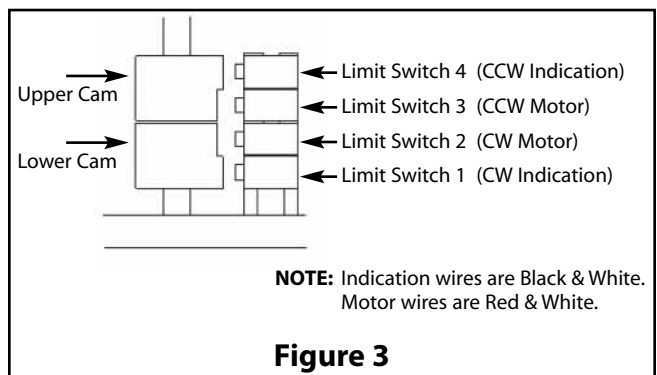 Upper Cam
Lower Cam
Limit Switch 4 (CCW Indication)
Limit Switch 3 (CCW Motor)
Limit Switch 2 (CW Motor)
Limit Switch 1 (CW Indication)
NOTE: Indication wires are Black & White.
Motor wires are Red & White.
Figure 3